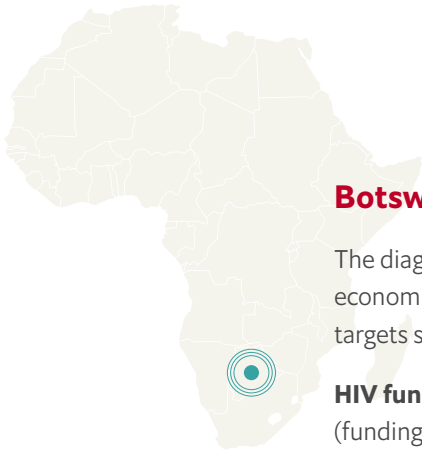 Botsw
The diag
econom
targets s
HIV fun
(funding